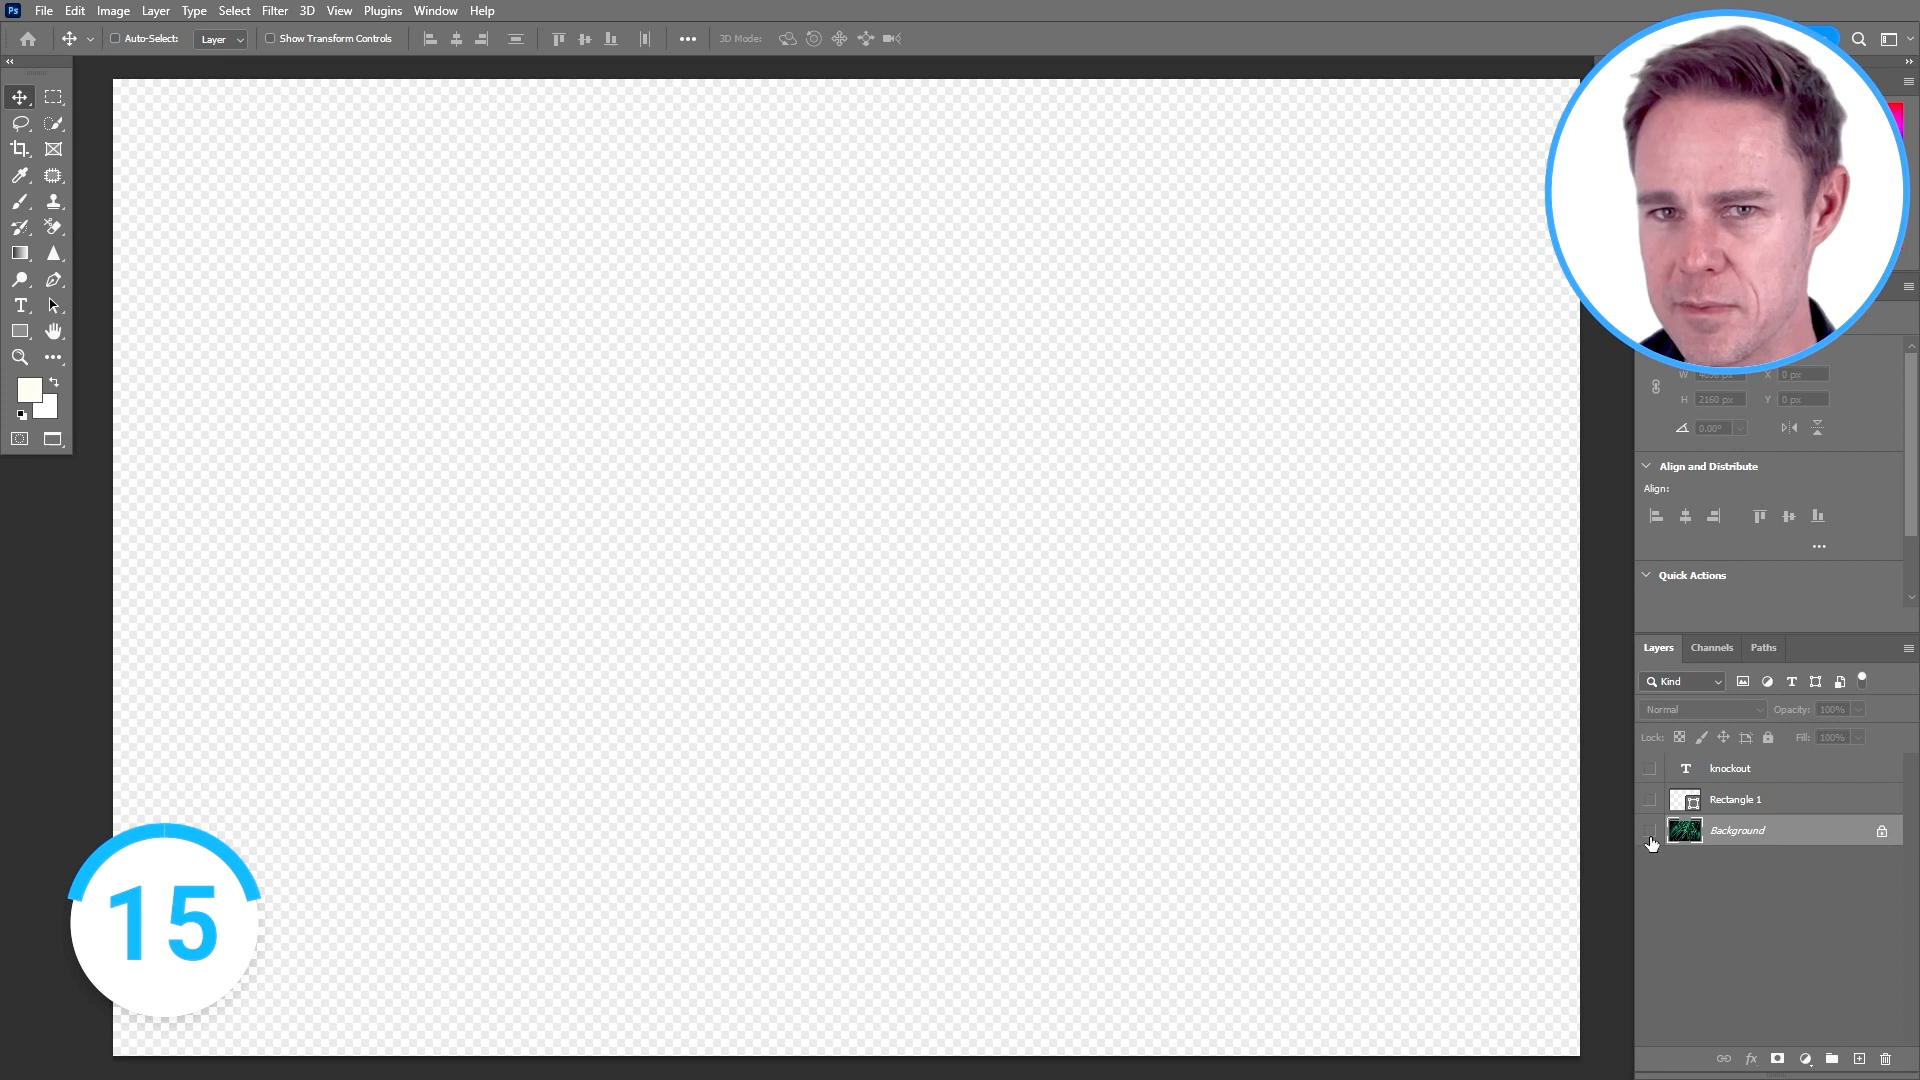 Ps File Edit Image Layer Type Select Filter 3D View Plugins Window Help
Auto-Select: Layer Show Transform Controls 3D Mode:
W X 0 px
H 2160 px Y 0 px
0.00°
Align and Distribute
Align:
Quick Actions
Layers Channels Paths
Kind
Normal Opacity: 100%
Lock: Fill: 100%
knockout
Rectangle 1
Background
fx
15